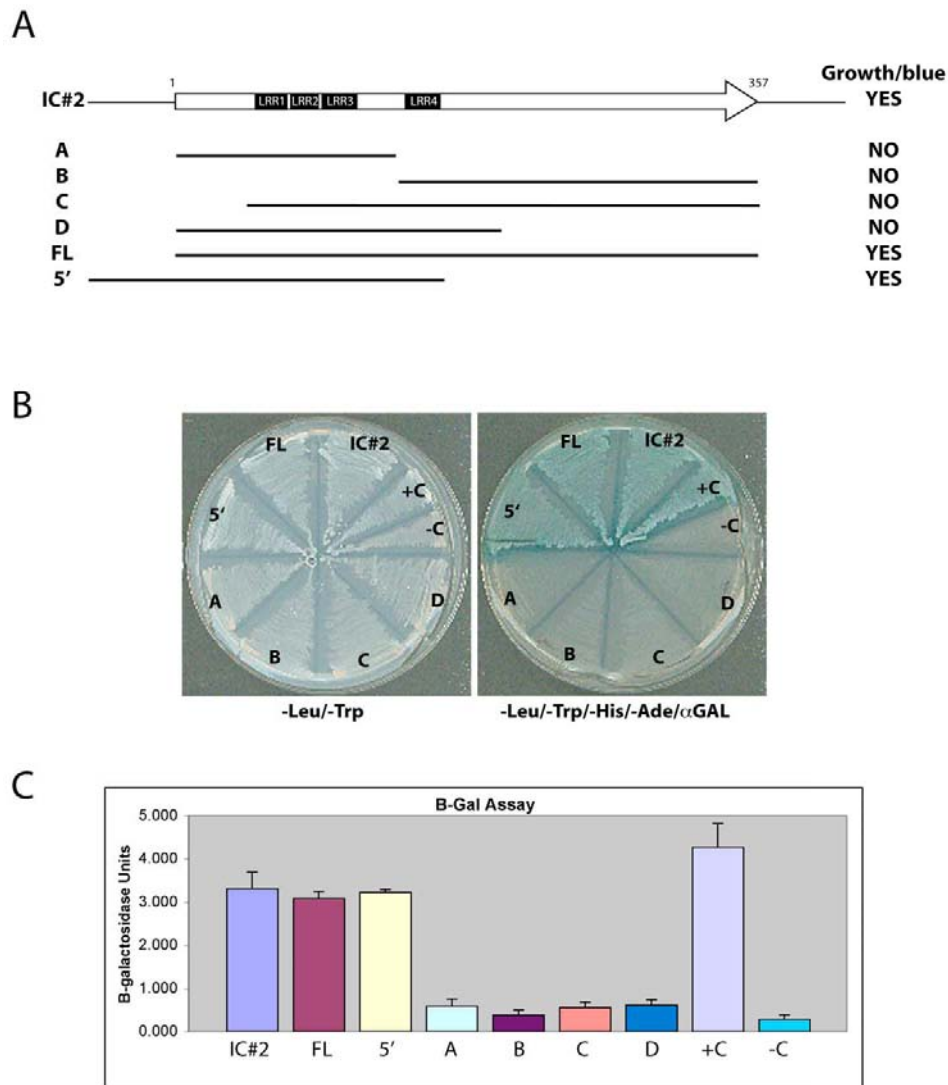 A
1
357
Growth/blue
IC#2
LRR1
LRR2
LRR3
LRR4
YES
A NO
B NO
C NO
D NO
FL YES
5' YES
B
FL
IC#2
+C
-C
D
C
B
A
5'
-Leu/-Trp
FL
IC#2
+C
-C
D
C
B
A
5'
-Leu/-Trp/-His/-Ade/αGAL
C
B-Gal Assay
B-galactosidase Units
5.000
4.000
3.000
2.000
1.000
0.000
IC#2 FL 5' A B C D +C -C